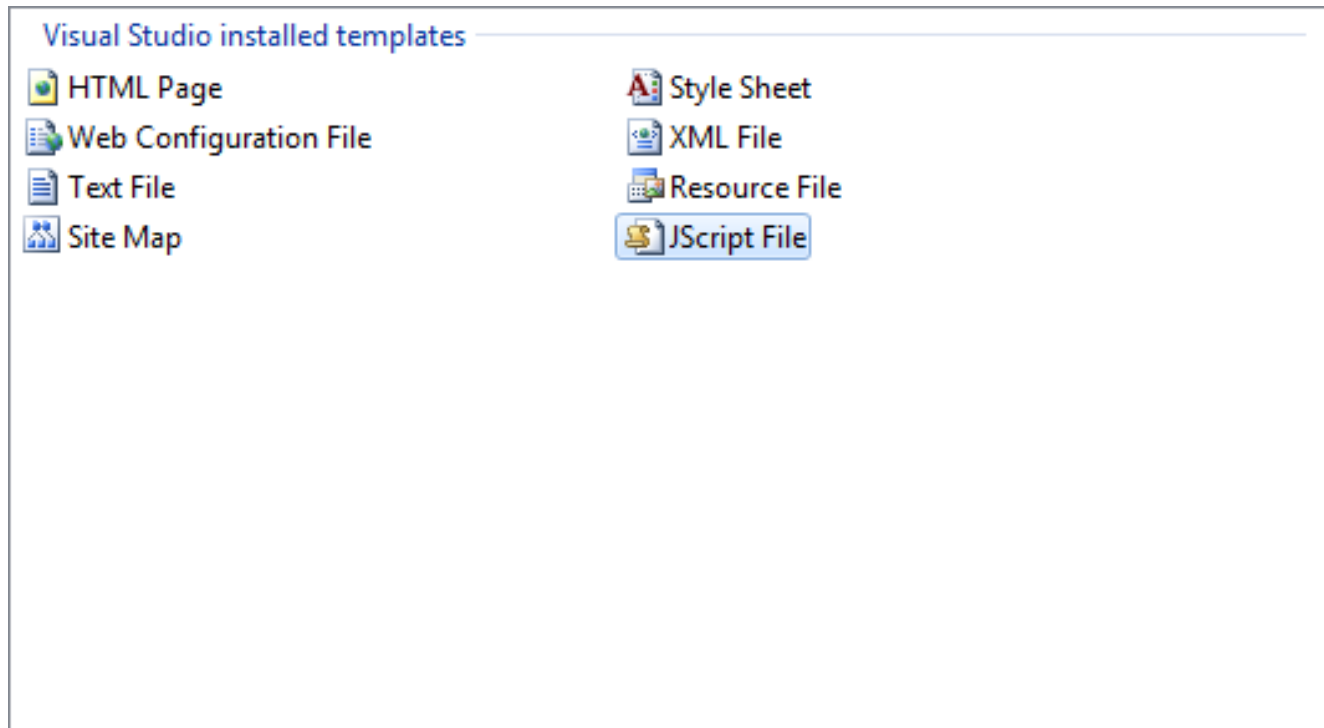 Visual Studio installed templates
HTML Page
Style Sheet
Web Configuration File
XML File
Text File
Resource File
Site Map
JScript File